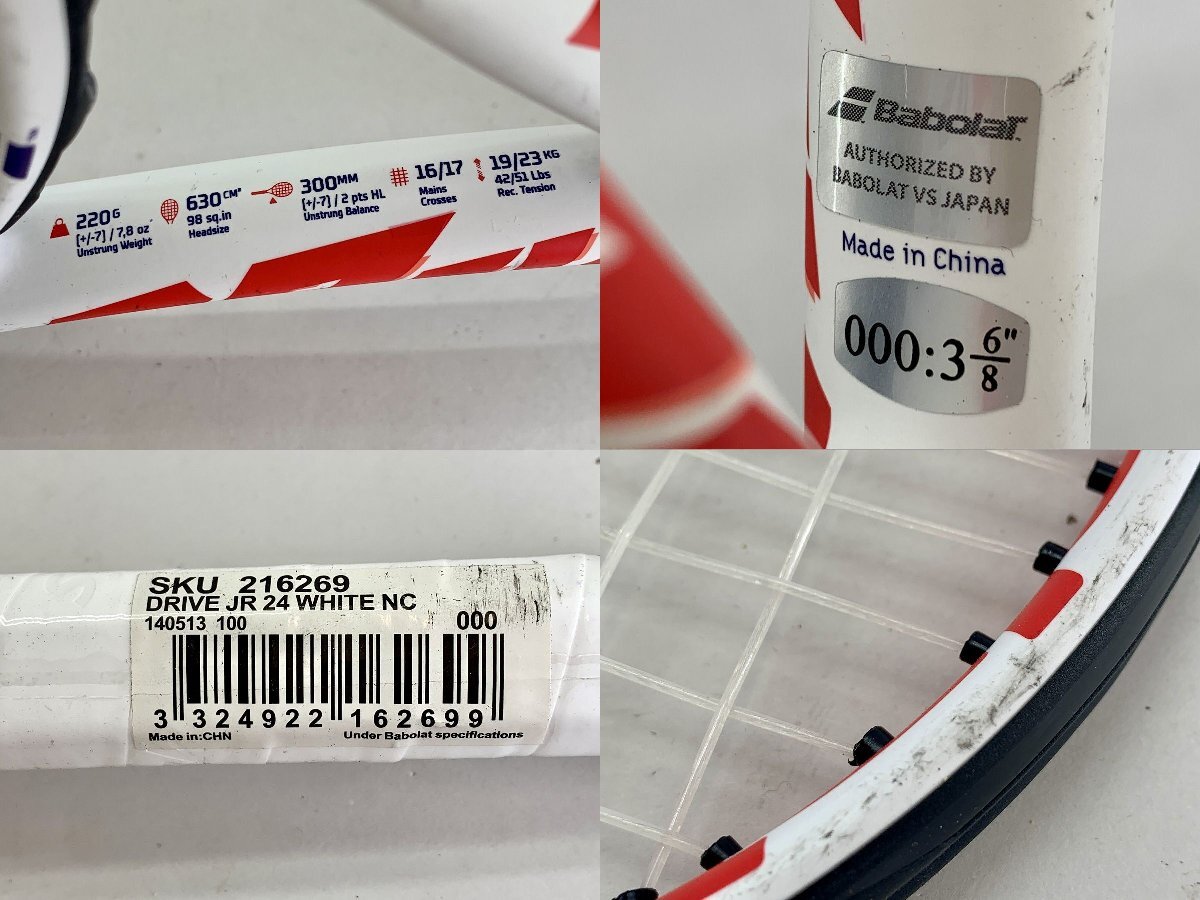 220G
(+/-7) / 7,8 oz
Unstrung Weight
630CM²
98 sq.in
Headsize
300MM
(+/-7) / 2 pts HL
Unstrung Balance
16/17
Mains
Crosses
19/23KG
42/51 Lbs
Rec. Tension
Babolat
AUTHORIZED BY
BABOLAT VS JAPAN
Made in China
000:3 6/8"
SKU 216269
DRIVE JR 24 WHITE NC
140513 100 000
3 324922 162699
Made in:CHN Under Babolat specifications